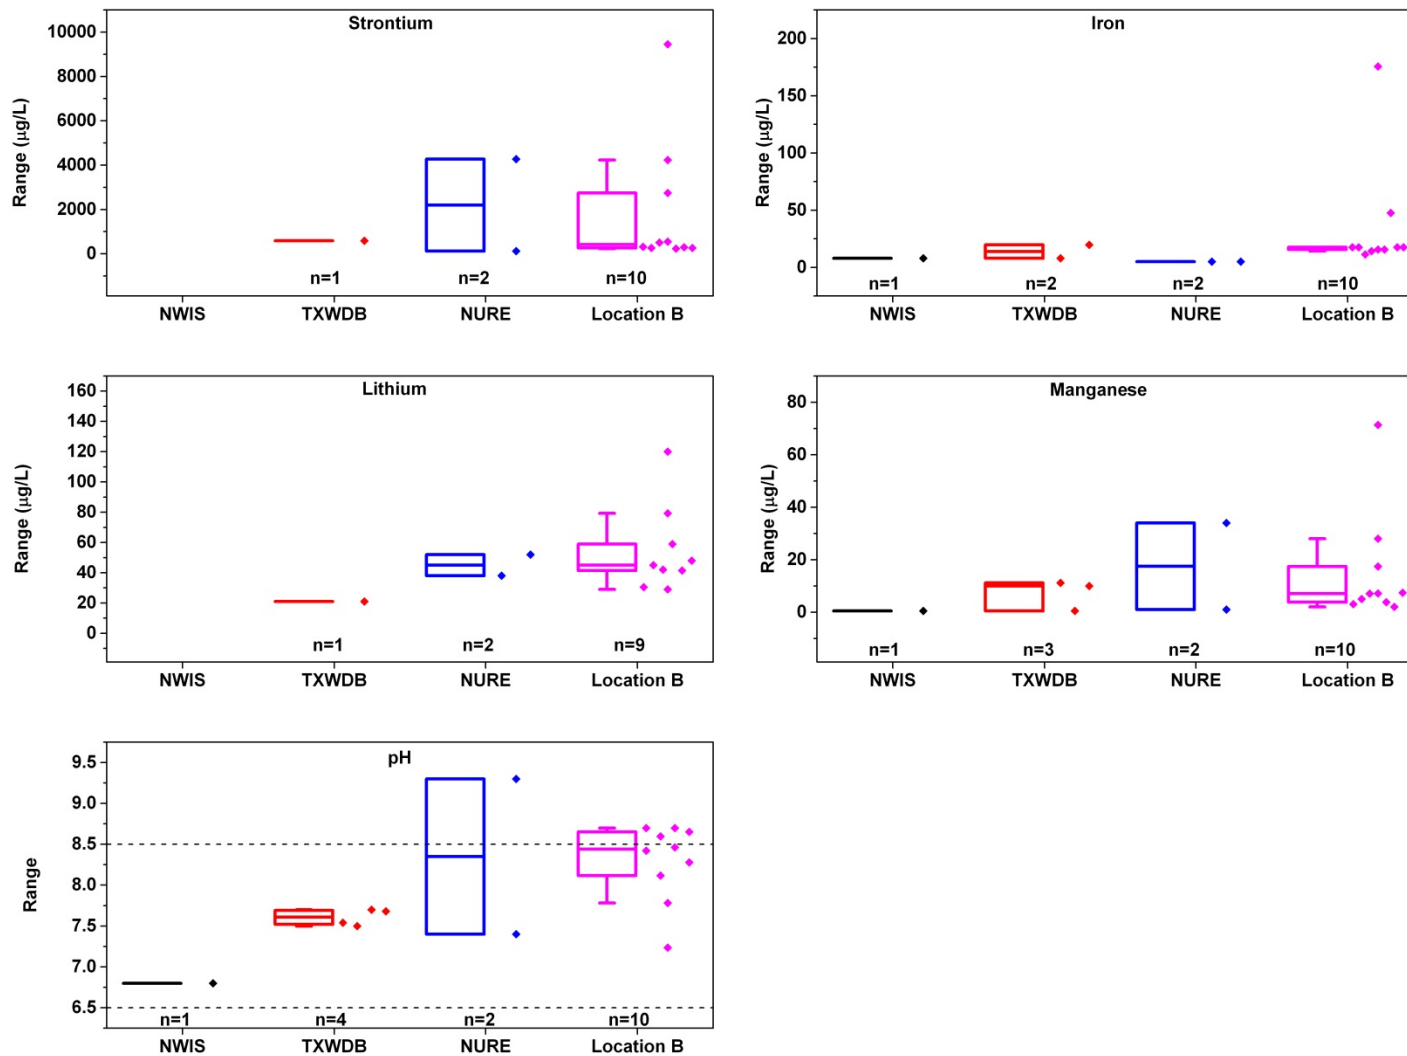 Strontium
Range (μg/L)
10000
8000
6000
4000
2000
0
n=1
n=2
n=10
NWIS
TXWDB
NURE
Location B
Iron
Range (μg/L)
200
150
100
50
0
n=1
n=2
n=2
n=10
NWIS
TXWDB
NURE
Location B
Lithium
Range (μg/L)
160
140
120
100
80
60
40
20
0
n=1
n=2
n=9
NWIS
TXWDB
NURE
Location B
Manganese
Range (μg/L)
80
60
40
20
0
n=1
n=3
n=2
n=10
NWIS
TXWDB
NURE
Location B
pH
Range
9.5
9.0
8.5
8.0
7.5
7.0
6.5
n=1
n=4
n=2
n=10
NWIS
TXWDB
NURE
Location B